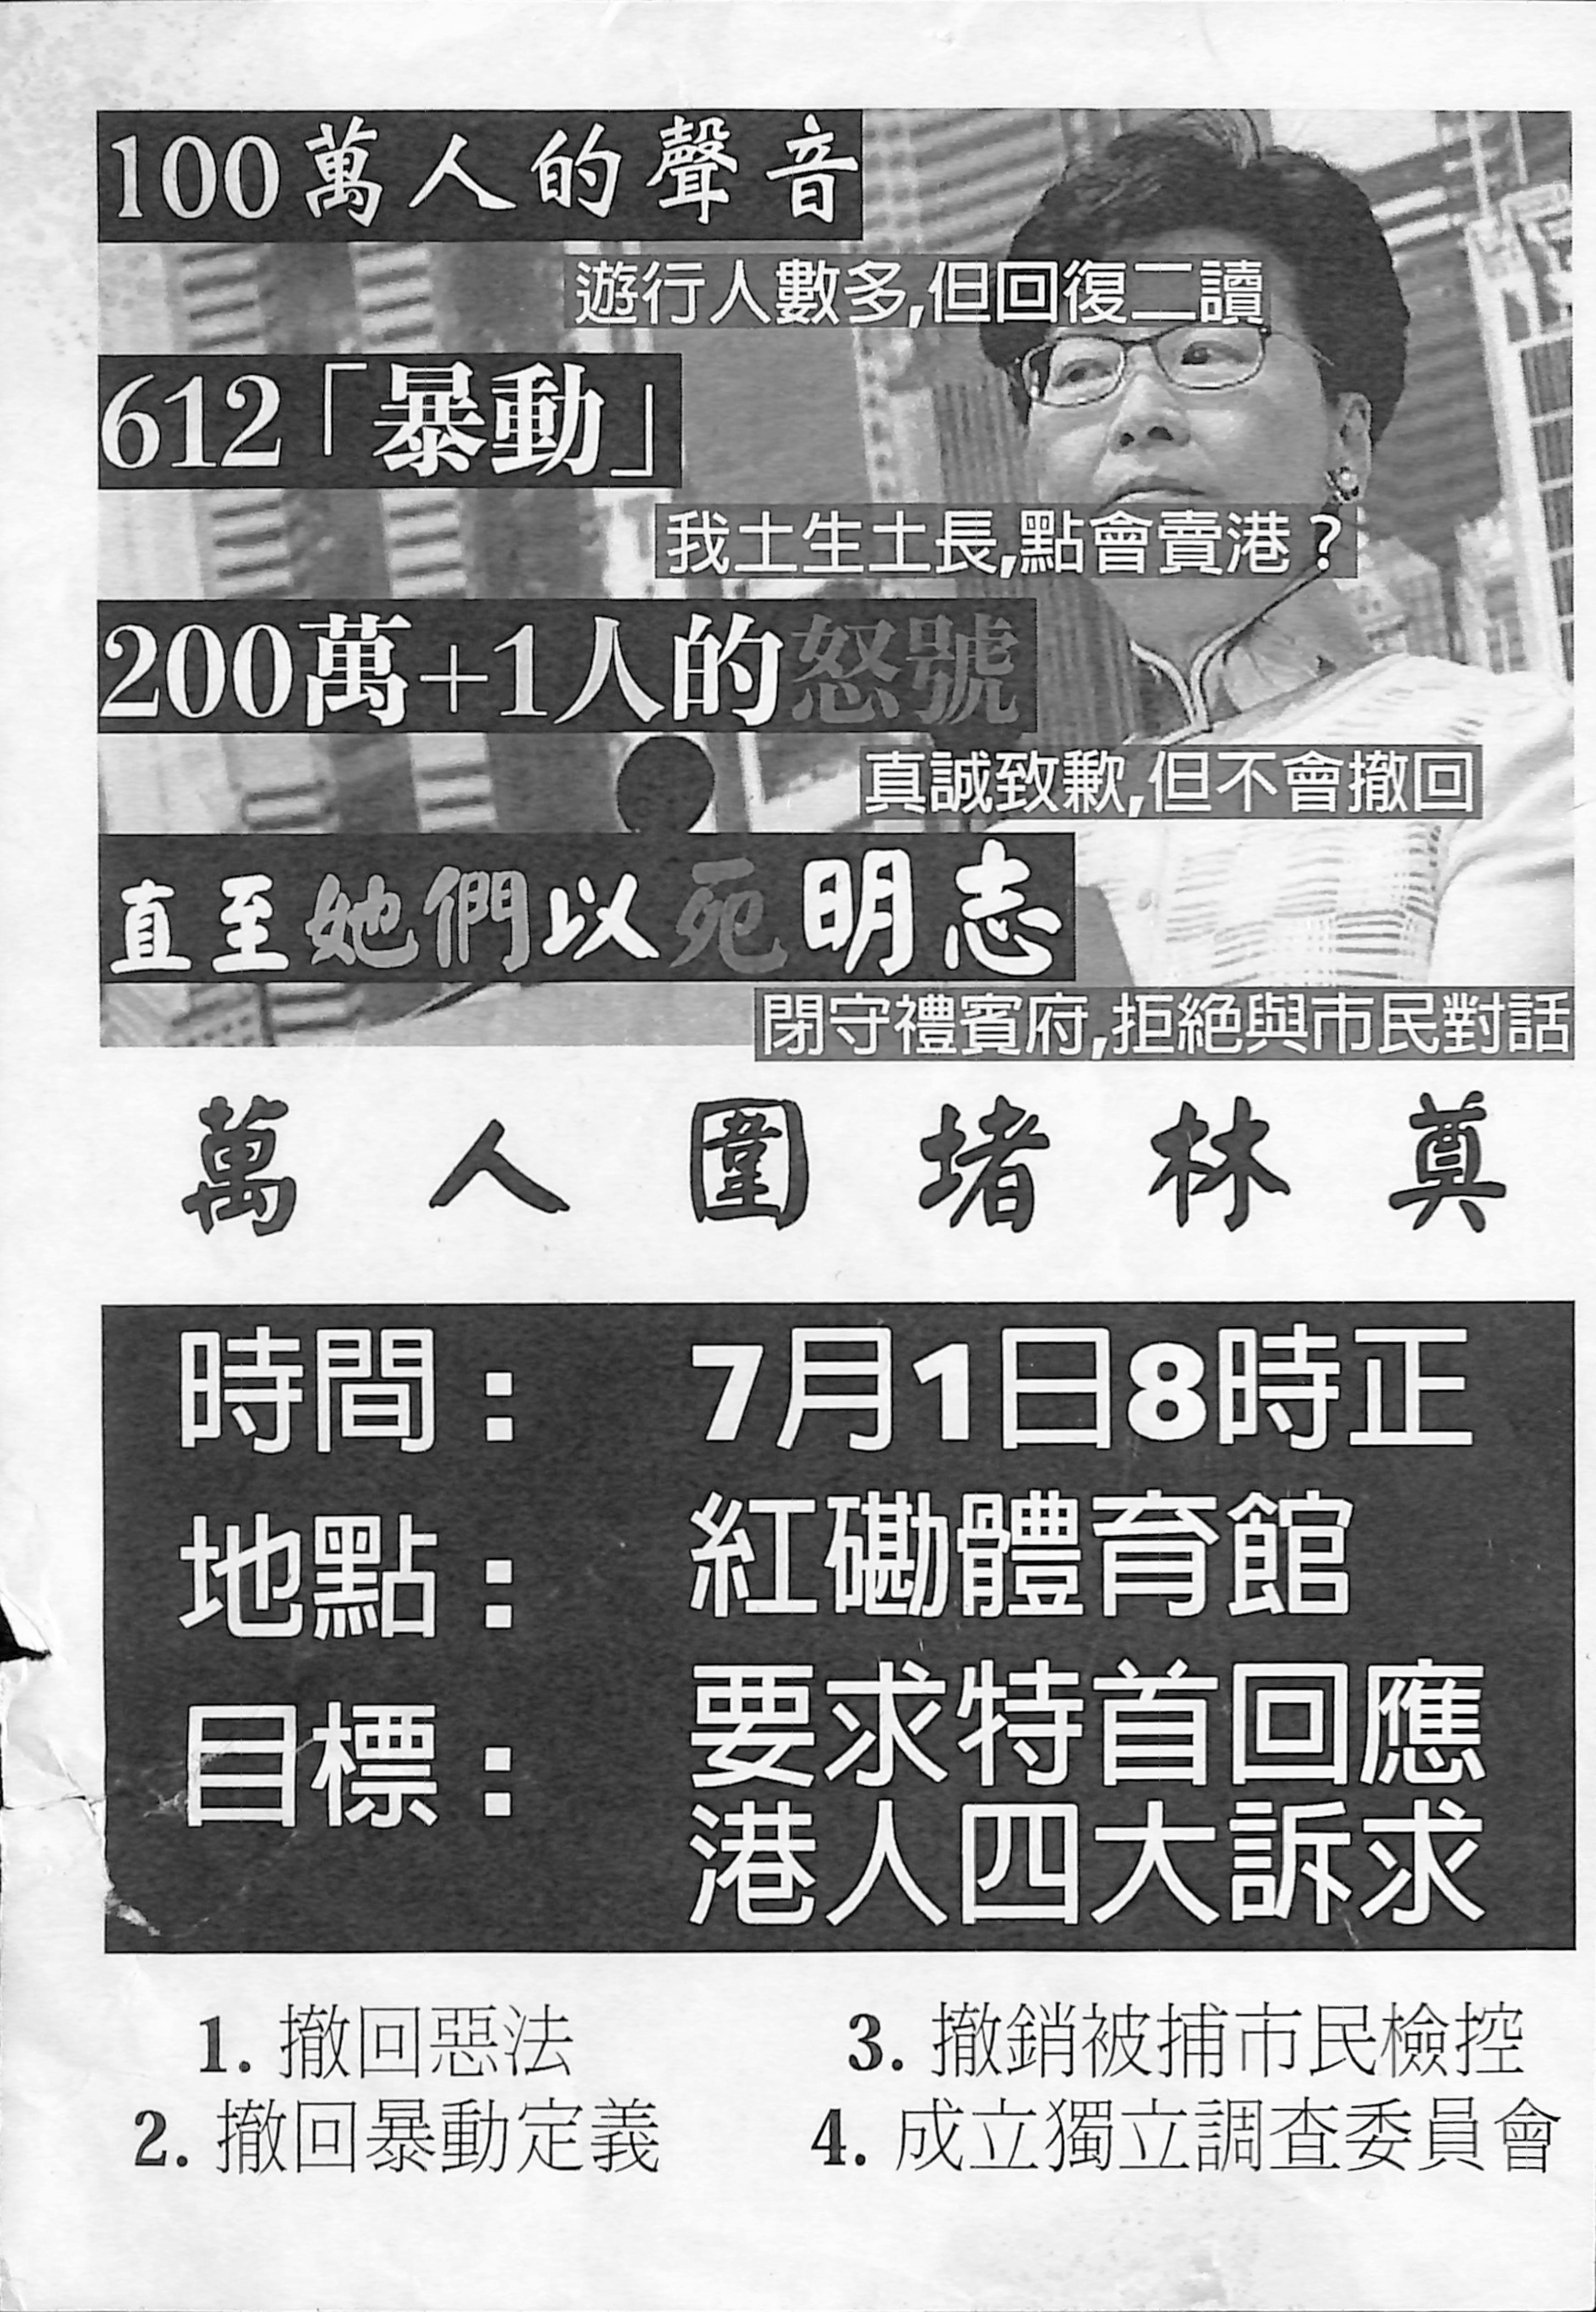 100萬人的聲音
遊行人數多,但回復二讀
612「暴動」
我土生土長,點會賣港？
200萬+1人的怒號
真誠致歉,但不會撤回
直至她們以死明志
閉守禮賓府,拒絕與市民對話
萬人圍堵林奠
時間： 7月1日8時正
地點： 紅磡體育館
目標： 要求特首回應
港人四大訴求
1. 撤回惡法
2. 撤回暴動定義
3. 撤銷被捕市民檢控
4. 成立獨立調查委員會